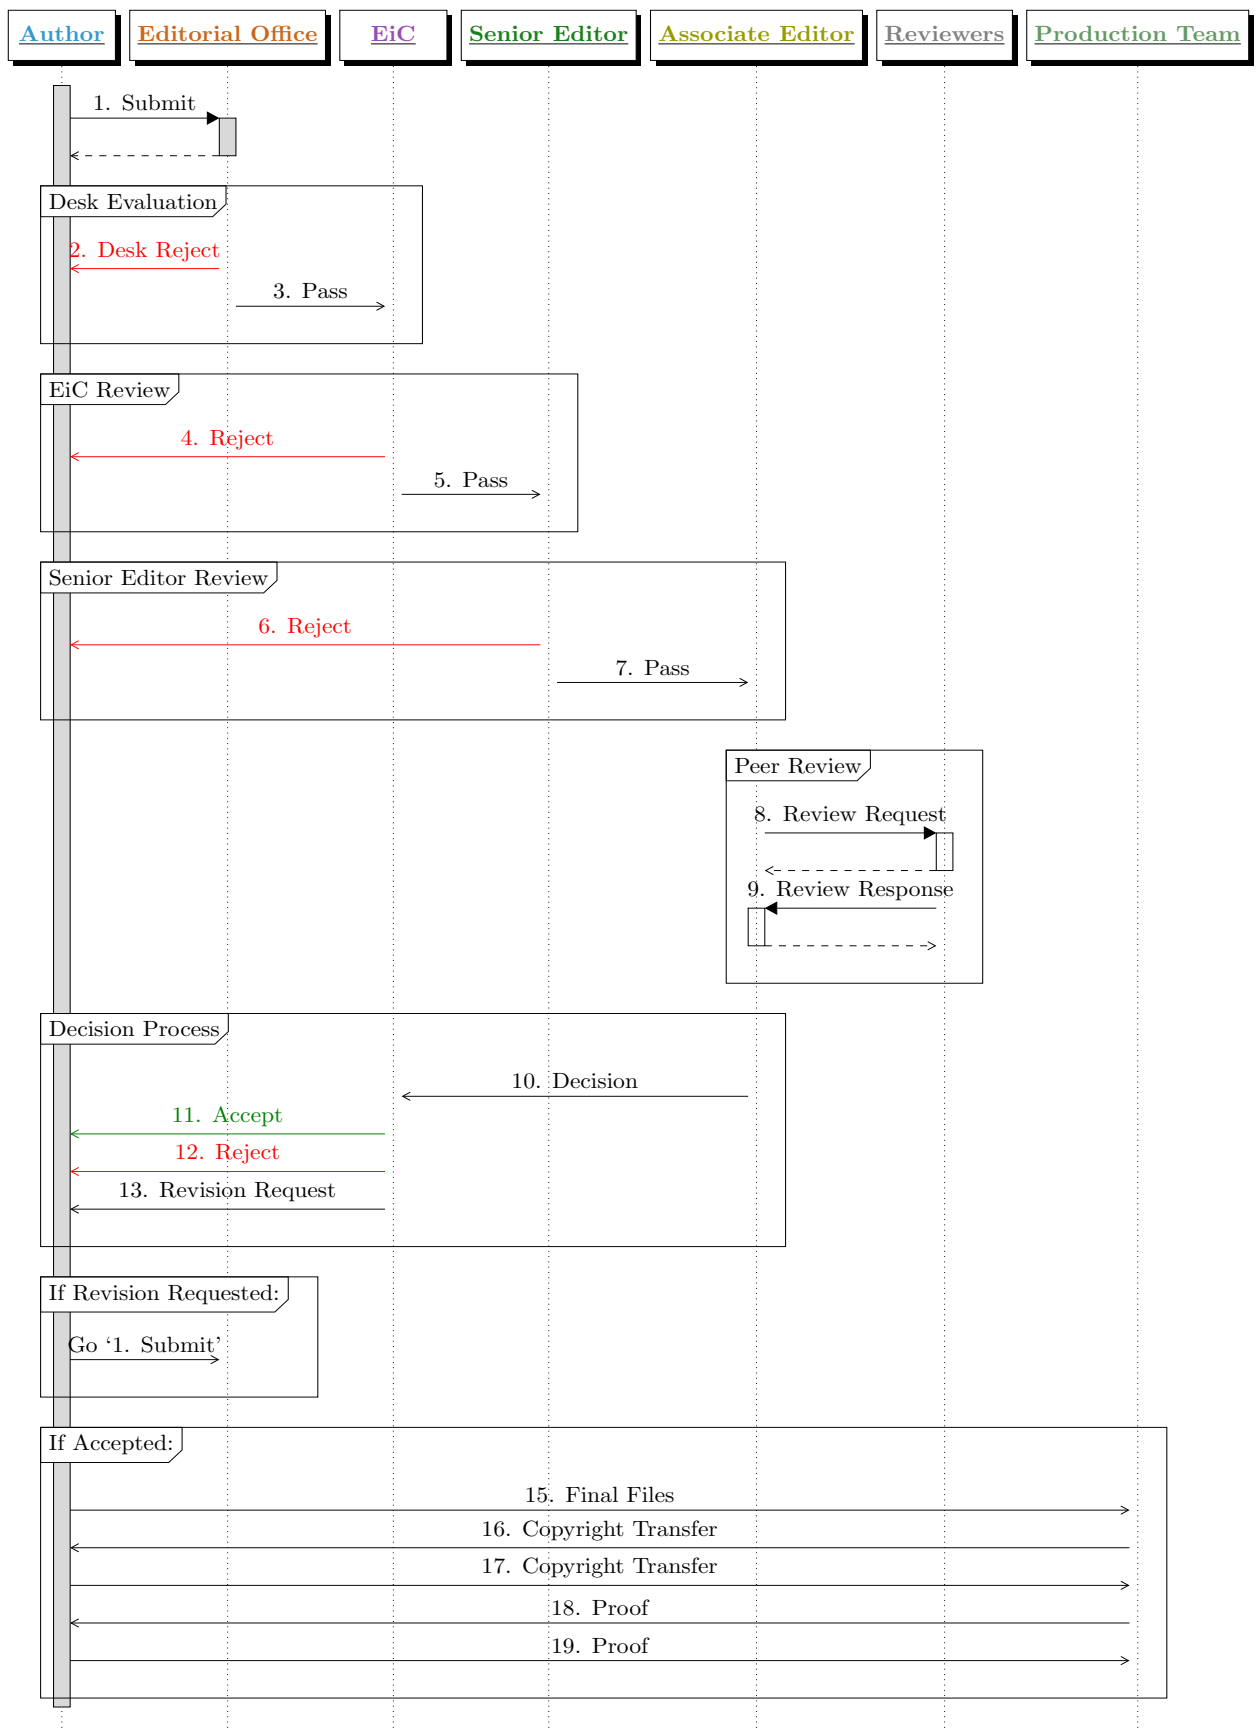 Author
Editorial Office
EiC
Senior Editor
Associate Editor
Reviewers
Production Team
1. Submit
Desk Evaluation
2. Desk Reject
3. Pass
EiC Review
4. Reject
5. Pass
Senior Editor Review
6. Reject
7. Pass
Peer Review
8. Review Request
9. Review Response
Decision Process
10. Decision
11. Accept
12. Reject
13. Revision Request
If Revision Requested:
Go ‘1. Submit’
If Accepted:
15. Final Files
16. Copyright Transfer
17. Copyright Transfer
18. Proof
19. Proof